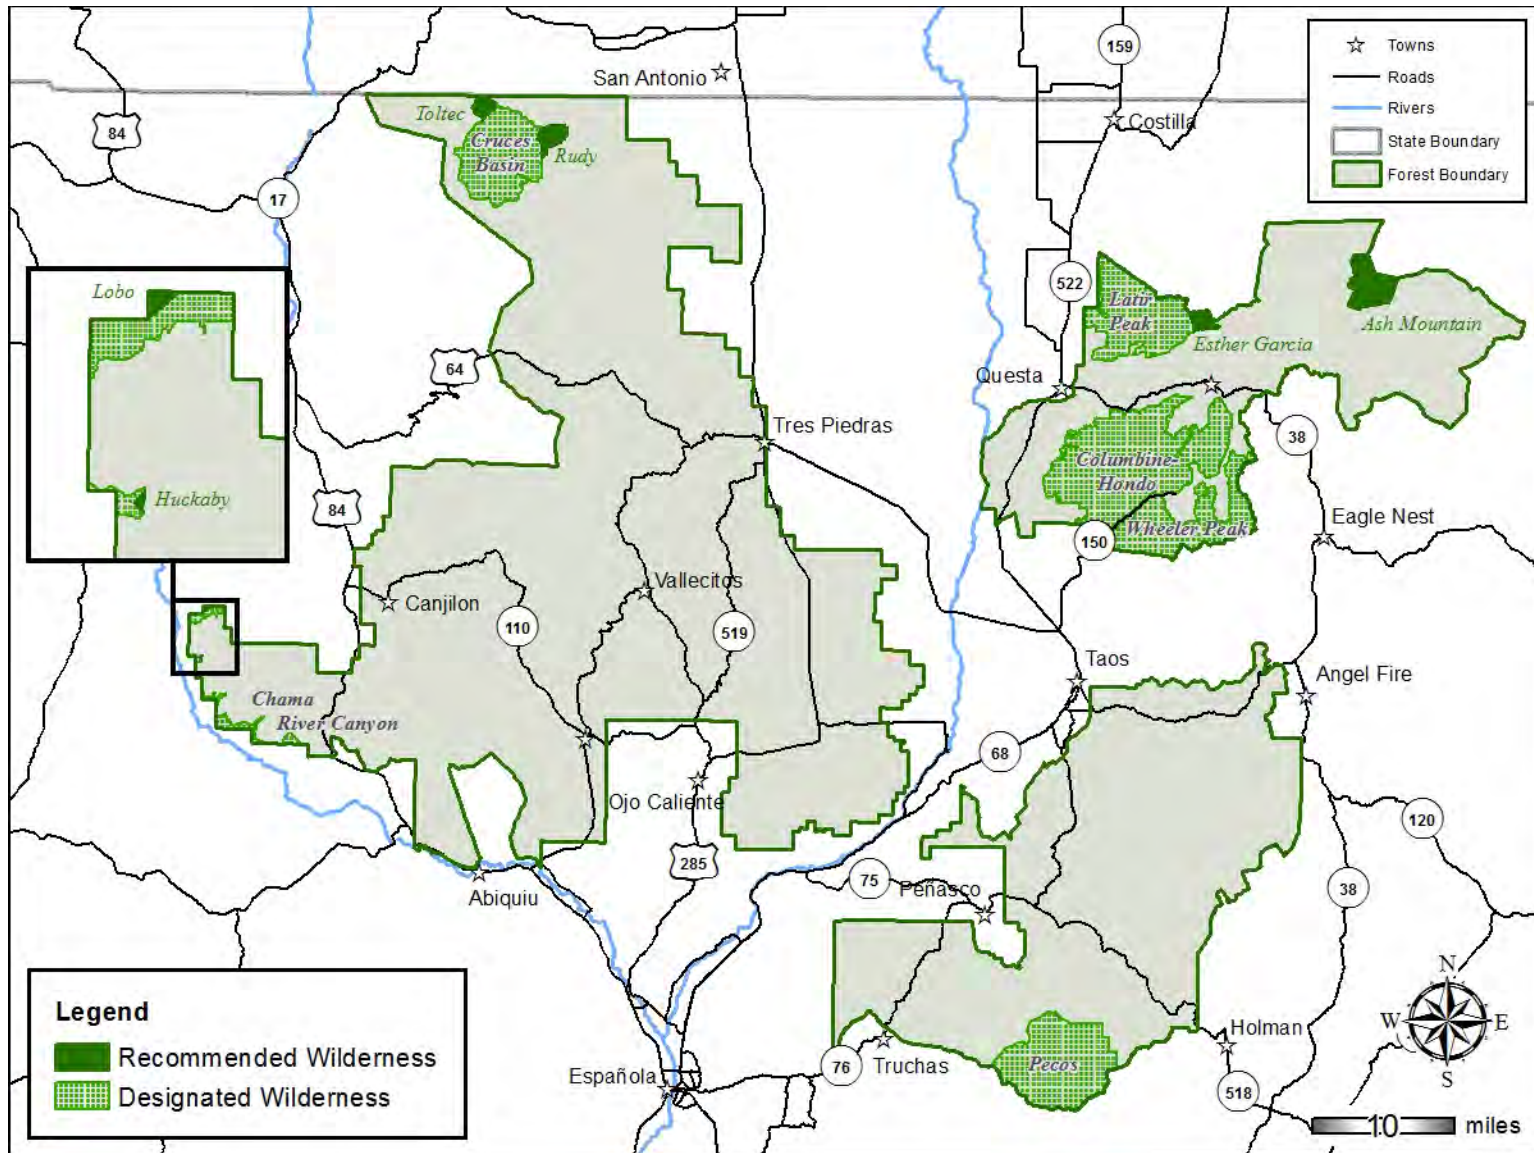 159
Towns
San Antonio
Roads
Toltec
Rivers
84
Costilla
Cruces
Basin
State Boundary
Rudy
Forest Boundary
17
522
Lobo
Latir
Peak
Ash Mountain
Esther Garcia
64
Questa
Tres Piedras
38
Columbine-
Hondo
Huckaby
84
Eagle Nest
Wheeler Peak
150
Vallecitos
Canjilon
110
519
Taos
Angel Fire
Chama
River Canyon
68
Ojo Caliente
120
285
75
Peñasco
38
Abiquiu
N
Legend
W
E
Holman
Recommended Wilderness
Truchas
Pecos
76
Española
S
Designated Wilderness
518
10 miles